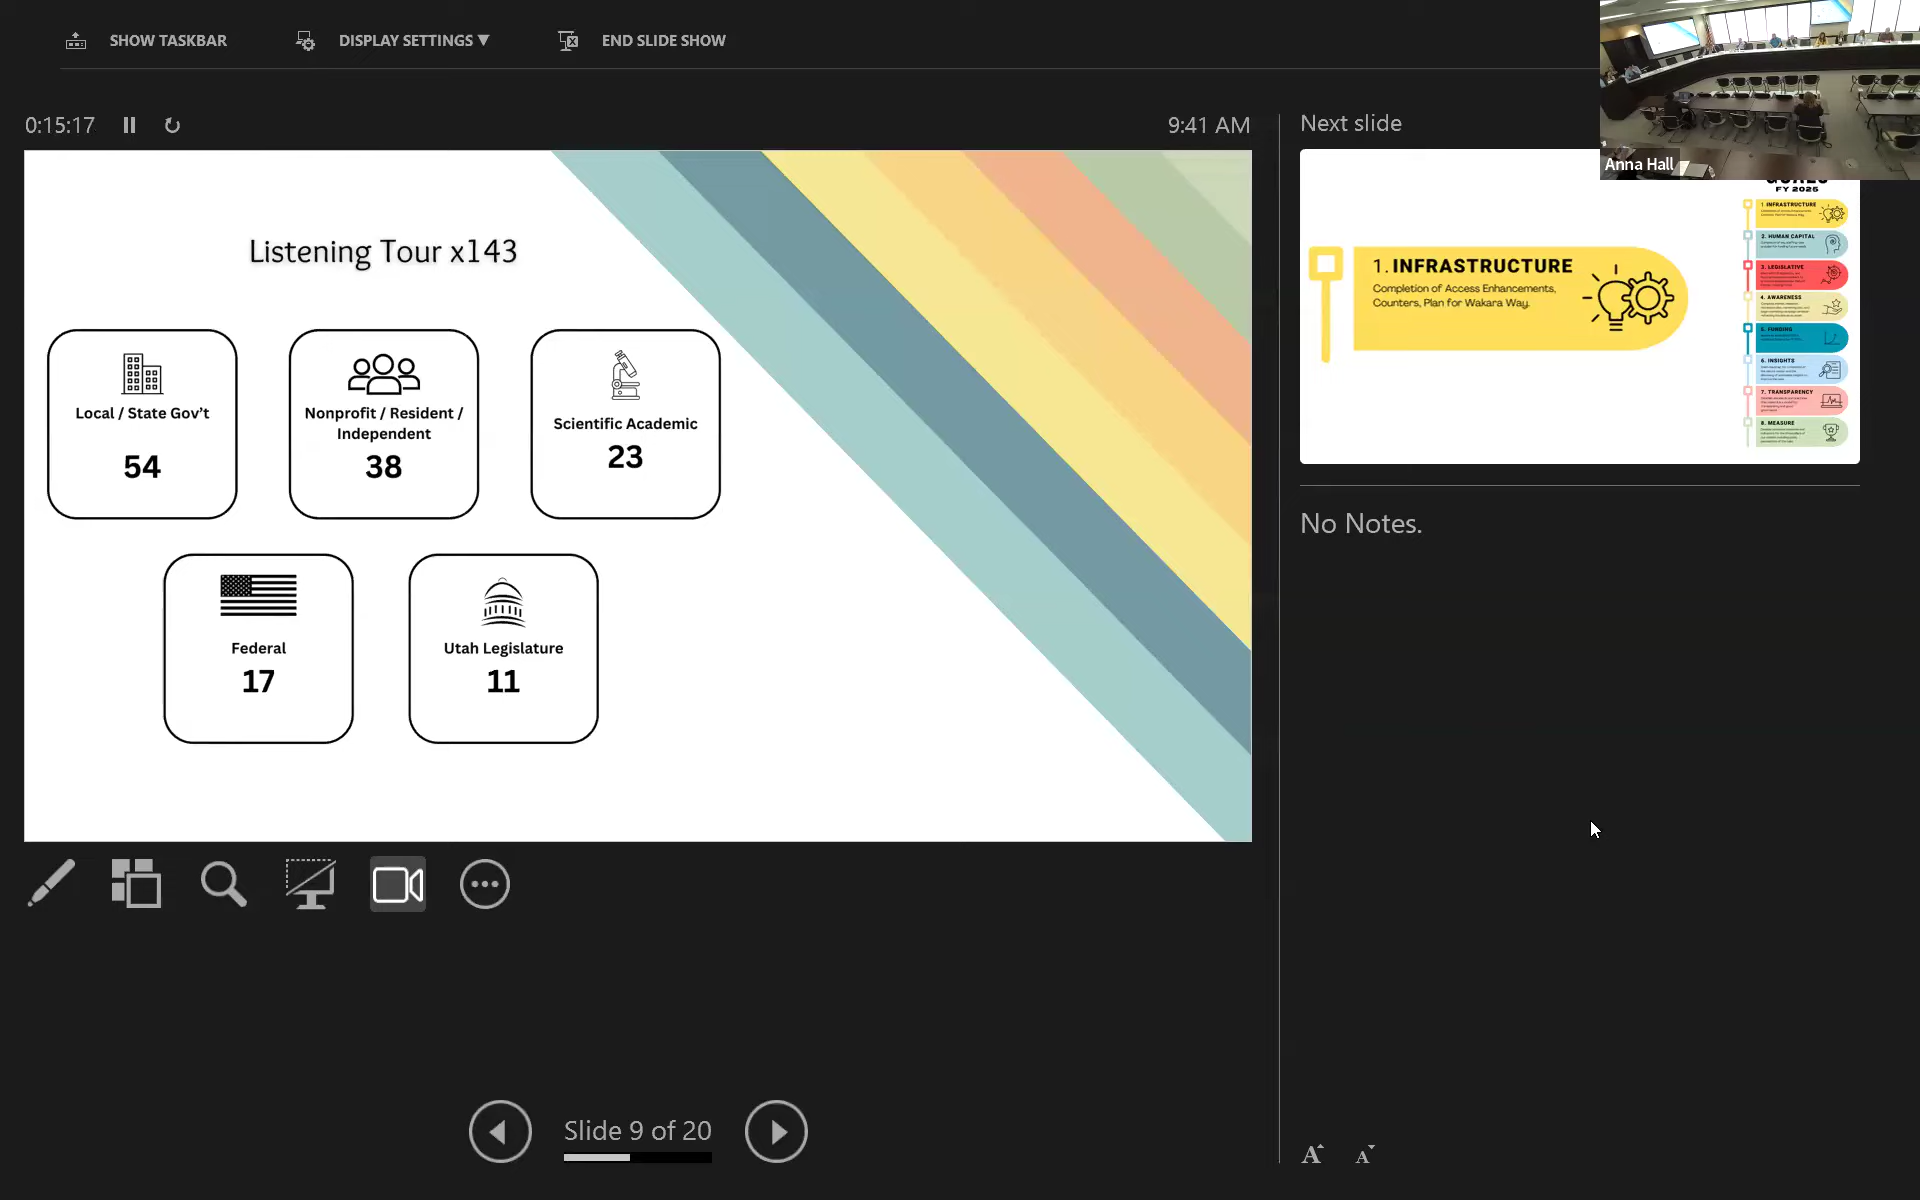 SHOW TASKBAR
DISPLAY SETTINGS ▼
END SLIDE SHOW
0:15:17
9:41 AM
Listening Tour x143
Local / State Gov't
54
Nonprofit / Resident /
Independent
38
Scientific Academic
23
Federal
17
Utah Legislature
11
Slide 9 of 20
Next slide
Anna Hall
1. INFRASTRUCTURE
Completion of Access Enhancements,
Counters, Plan for Wakara Way.
FY 2025
1. INFRASTRUCTURE
2. HUMAN CAPITAL
3. LEGISLATIVE
4. AWARENESS
5. FUNDING
6. INSIGHTS
7. TRANSPARENCY
8. MEASURE
No Notes.
A
A